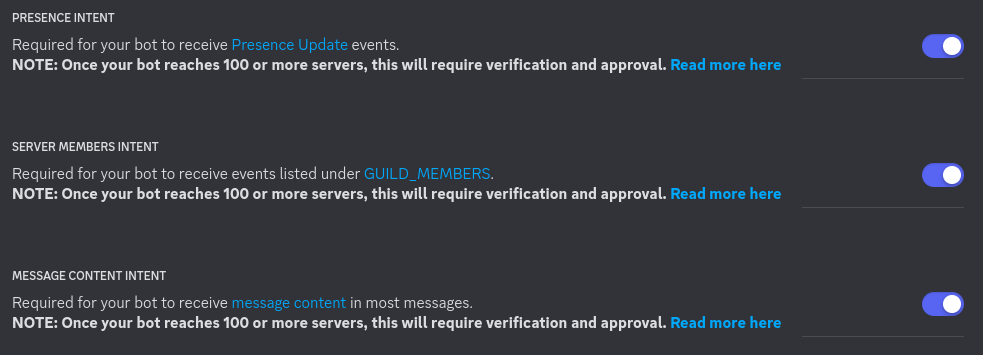 PRESENCE INTENT
Required for your bot to receive Presence Update events.
NOTE: Once your bot reaches 100 or more servers, this will require verification and approval. Read more here
SERVER MEMBERS INTENT
Required for your bot to receive events listed under GUILD_MEMBERS.
NOTE: Once your bot reaches 100 or more servers, this will require verification and approval. Read more here
MESSAGE CONTENT INTENT
Required for your bot to receive message content in most messages.
NOTE: Once your bot reaches 100 or more servers, this will require verification and approval. Read more here